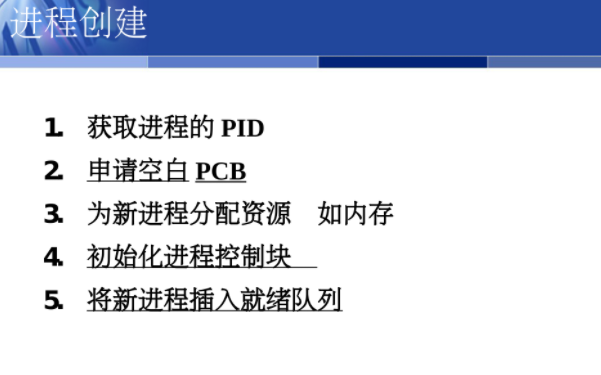 进程创建
1. 获取进程的 PID
2. 申请空白 PCB
3. 为新进程分配资源 如内存
4. 初始化进程控制块
5. 将新进程插入就绪队列